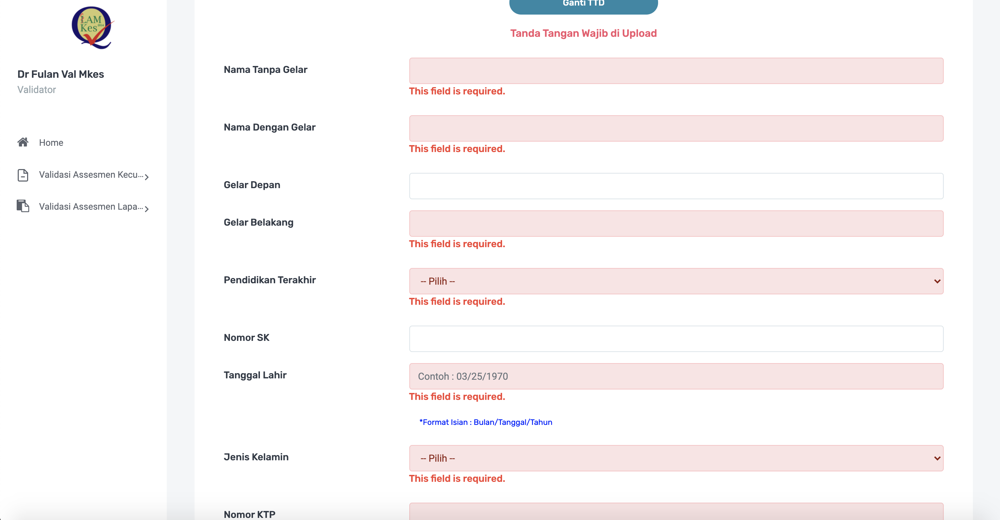 LAM
Kes 2014
Dr Fulan Val Mkes
Validator
Home
Validasi Assesmen Kecu...
Validasi Assesmen Lapa...
Ganti TTD
Tanda Tangan Wajib di Upload
Nama Tanpa Gelar
This field is required.
Nama Dengan Gelar
This field is required.
Gelar Depan
Gelar Belakang
This field is required.
Pendidikan Terakhir
-- Pilih --
This field is required.
Nomor SK
Tanggal Lahir
Contoh : 03/25/1970
This field is required.
*Format Isian : Bulan/Tanggal/Tahun
Jenis Kelamin
-- Pilih --
This field is required.
Nomor KTP